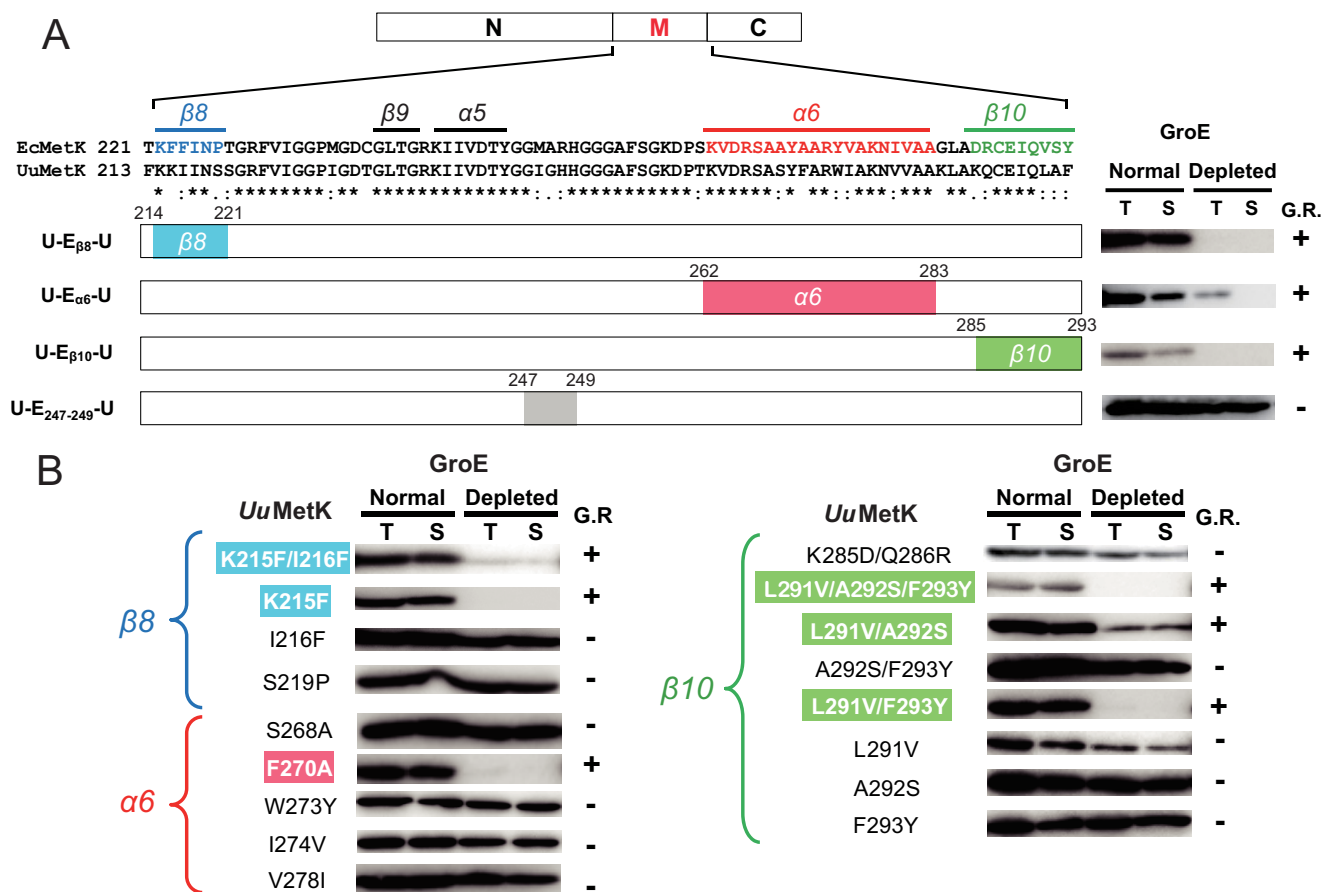 A
N M C
β8 β9 α5 α6 β10
EcMetK 221 TKFFINPTGRFVIGGPMGDCGLTGRKIIVDTYGGMARHGGGAFSGKDPSKVDRSAAYAARYVAKNIVAAGLADRCEIQVSY
UuMetK 213 FKKIINSSGRFVIGGPIGDTGLTGRKIIVDTYGGIGHHGGGAFSGKDPTKVDRSASYFARWIAKNVVAAKLAKQCEIQLAF
GroE
Normal Depleted
T S T S G.R.
214 221
U-Eβ8-U β8 +
262 283
U-Eα6-U α6 +
285 293
U-Eβ10-U β10 +
247 249
U-E247-249-U -
B
GroE
UuMetK Normal Depleted G.R
T S T S
β8
K215F/I216F +
K215F +
I216F -
S219P -
α6
S268A -
F270A +
W273Y -
I274V -
V278I -
GroE
UuMetK Normal Depleted G.R.
T S T S
β10
K285D/Q286R -
L291V/A292S/F293Y +
L291V/A292S +
A292S/F293Y -
L291V/F293Y +
L291V -
A292S -
F293Y -